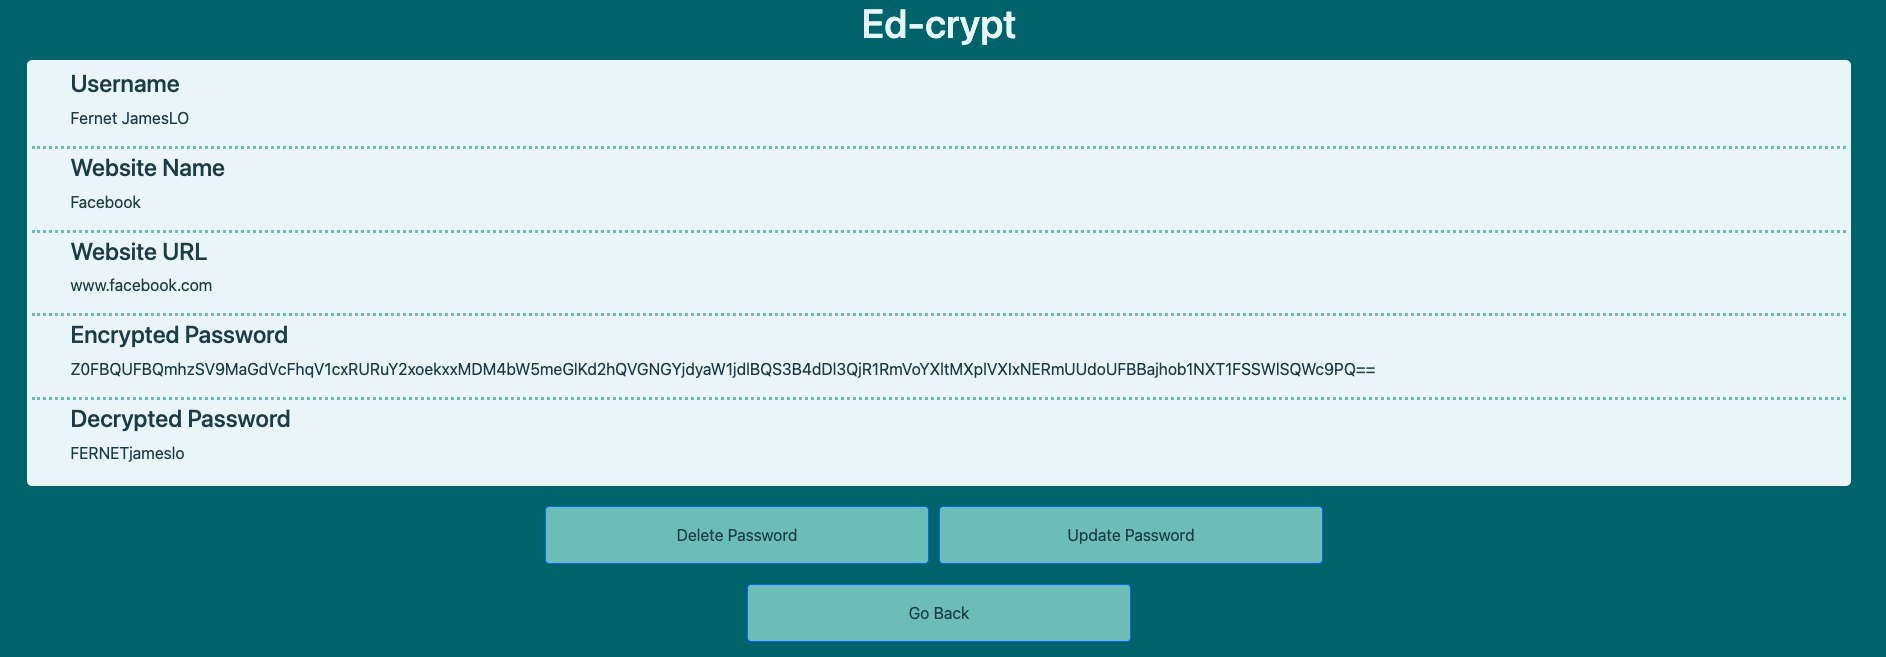 Ed-crypt
Username
Fernet JamesLO
Website Name
Facebook
Website URL
www.facebook.com
Encrypted Password
Z0FBQUFBQmhzSV9MaGdVcFhqV1cxRURuY2xoekxxMDM4bW5meGlKd2hQVGNGYjdyaW1jdlBQS3B4dDl3QjR1RmVoYXltMXplVXlxNERmUUdoUFBBajhob1NXT1FSSWlSQWc9PQ==
Decrypted Password
FERNETjameslo
Delete Password
Update Password
Go Back